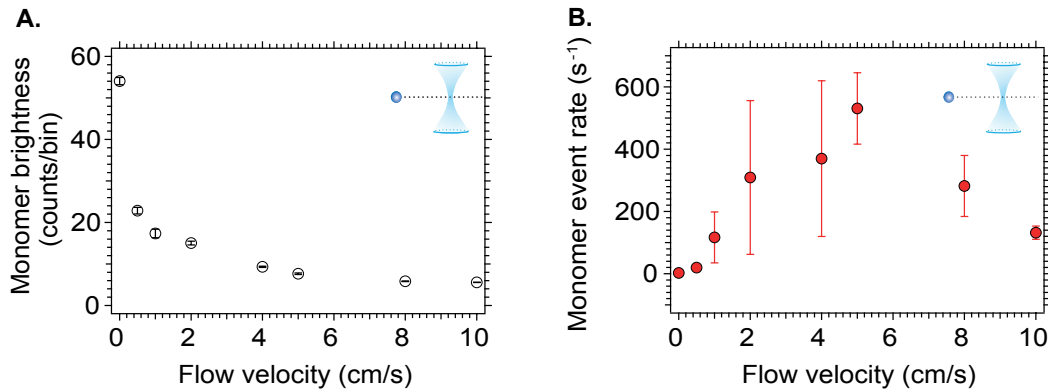 A.
Monomer brightness
(counts/bin)
60
40
20
0
0
2
4
6
8
10
Flow velocity (cm/s)
B.
Monomer event rate (s⁻¹)
600
400
200
0
0
2
4
6
8
10
Flow velocity (cm/s)